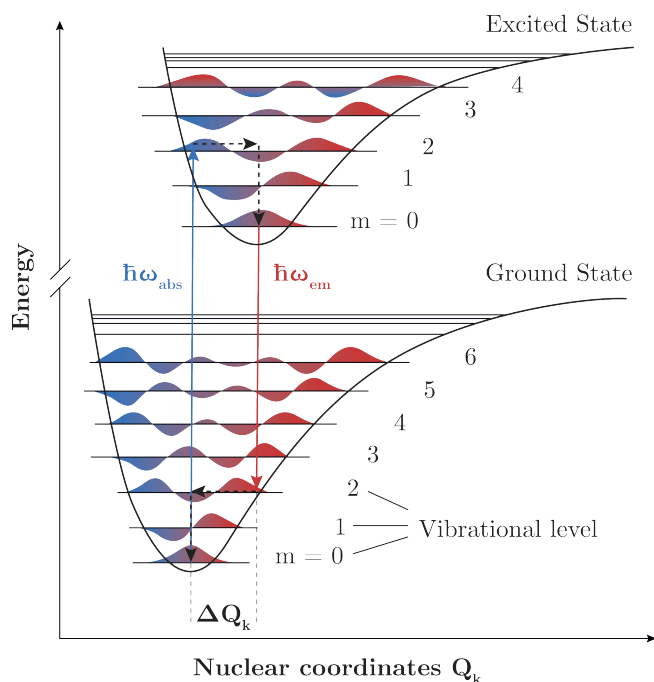 Excited State
4
3
2
1
m = 0
ħω_abs
ħω_em
Energy
Ground State
6
5
4
3
2
1
m = 0
Vibrational level
ΔQ_k
Nuclear coordinates Q_k